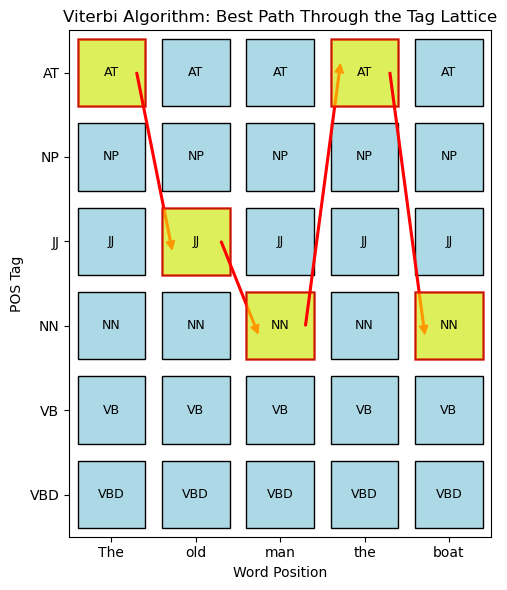 Viterbi Algorithm: Best Path Through the Tag Lattice
AT AT AT AT AT AT
NP NP NP NP NP NP
JJ JJ JJ JJ JJ JJ
NN NN NN NN NN NN
VB VB VB VB VB VB
VBD VBD VBD VBD VBD VBD
POS Tag
The old man the boat
Word Position